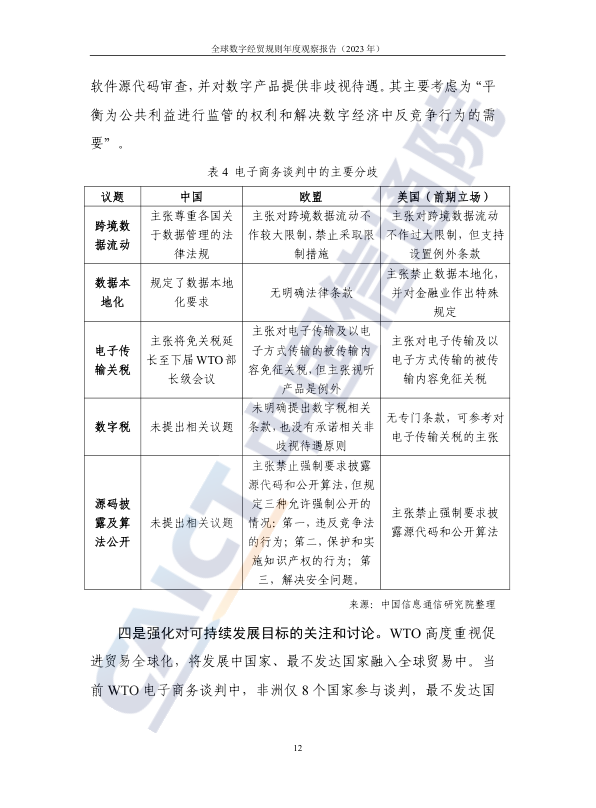 全球数字经贸规则年度观察报告（2023 年）
软件源代码审查，并对数字产品提供非歧视待遇。其主要考虑为“平
衡为公共利益进行监管的权利和解决数字经济中反竞争行为的需
要”。
表 4 电子商务谈判中的主要分歧
议题 中国 欧盟 美国（前期立场）
跨境数
据流动
主张尊重各国关
于数据管理的法
律法规
主张对跨境数据流动不
作较大限制，禁止采取限
制措施
主张对跨境数据流动
不作过大限制，但支持
设置例外条款
数据本
地化
规定了数据本地
化要求
无明确法律条款
主张禁止数据本地化，
并对金融业作出特殊
规定
电子传
输关税
主张将免关税延
长至下届 WTO 部
长级会议
主张对电子传输及以电
子方式传输的被传输内
容免征关税，但主张视听
产品是例外
主张对电子传输及以
电子方式传输的被传
输内容免征关税
数字税
未提出相关议题
未明确提出数字税相关
条款，也没有承诺相关非
歧视待遇原则
无专门条款，可参考对
电子传输关税的主张
源码披
露及算
法公开
未提出相关议题
主张禁止强制要求披露
源代码和公开算法，但规
定三种允许强制公开的
情况：第一，违反竞争法
的行为；第二，保护和实
施知识产权的行为；第
三，解决安全问题。
主张禁止强制要求披
露源代码和公开算法
来源：中国信息通信研究院整理
四是强化对可持续发展目标的关注和讨论。WTO 高度重视促
进贸易全球化，将发展中国家、最不发达国家融入全球贸易中。当
前 WTO 电子商务谈判中，非洲仅 8 个国家参与谈判，最不发达国
12
CAICT 中国信通院